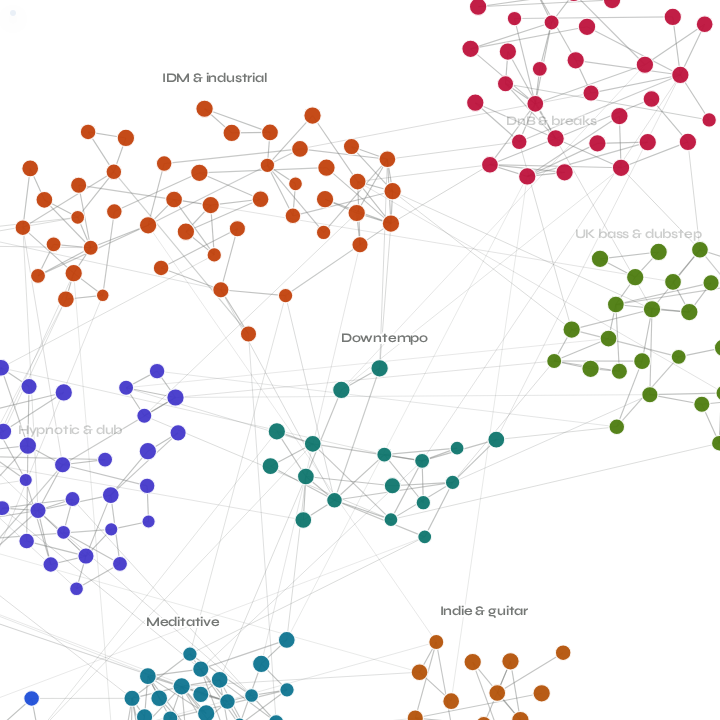 IDM & industrial
DnB & breaks
UK bass & dubstep
Downtempo
Hypnotic & dub
Indie & guitar
Meditative